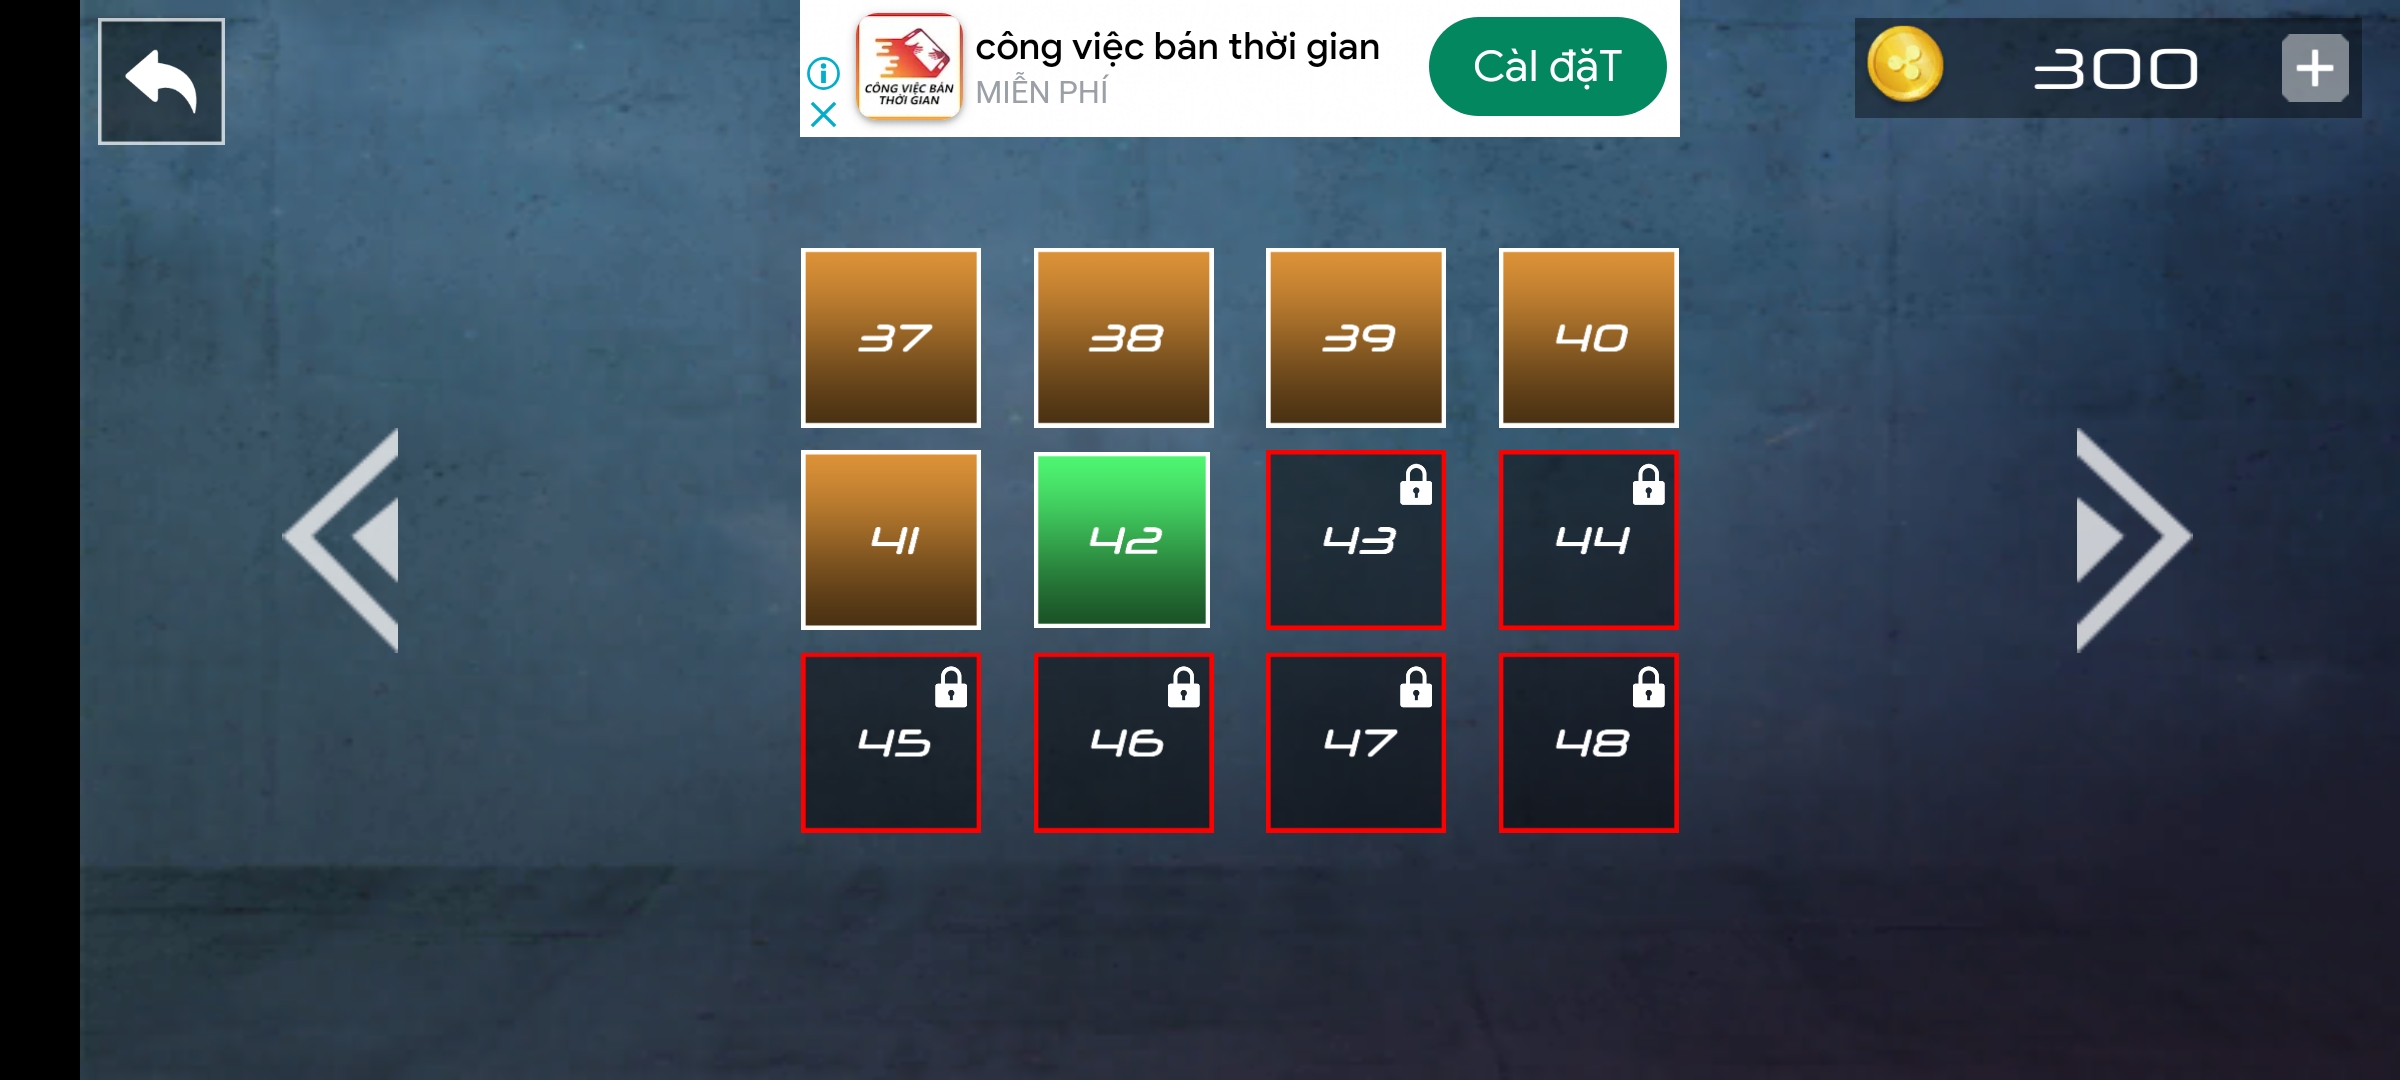 công việc bán thời gian
MIỄN PHÍ
CÔNG VIỆC BÁN
THỜI GIAN
Càl đặT
300
37 38 39 40
41 42 43 44
45 46 47 48